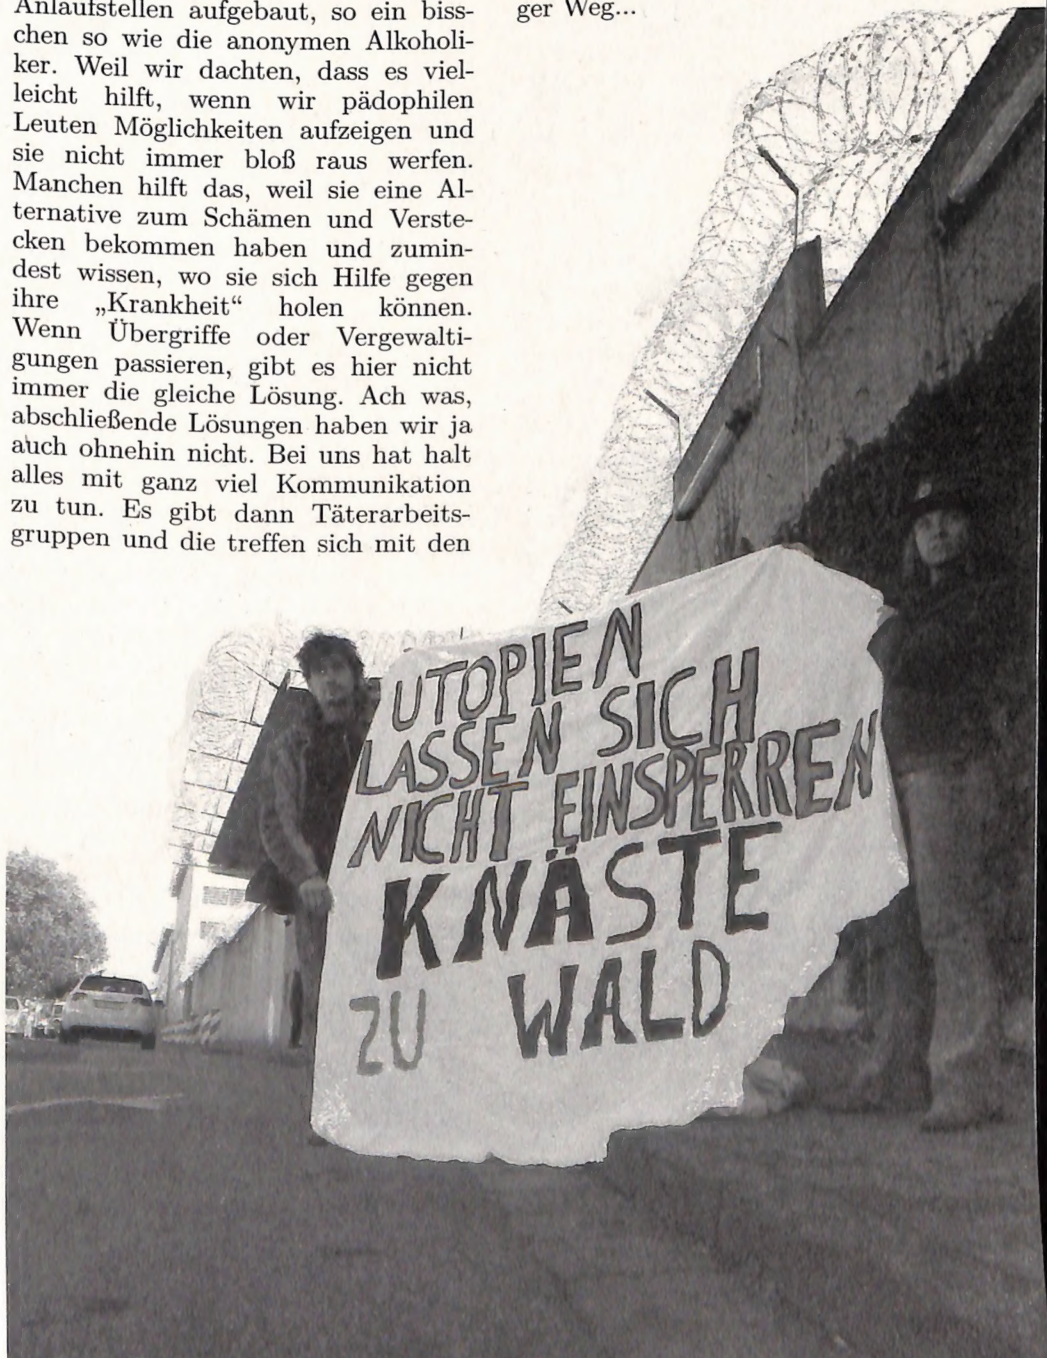 Anlaufstellen aufgebaut, so ein biss-
chen so wie die anonymen Alkoholi-
ker. Weil wir dachten, dass es viel-
leicht hilft, wenn wir pädophilen
Leuten Möglichkeiten aufzeigen und
sie nicht immer bloß raus werfen.
Manchen hilft das, weil sie eine Al-
ternative zum Schämen und Verste-
cken bekommen haben und zumin-
dest wissen, wo sie sich Hilfe gegen
ihre „Krankheit“ holen können.
Wenn Übergriffe oder Vergewalti-
gungen passieren, gibt es hier nicht
immer die gleiche Lösung. Ach was,
abschließende Lösungen haben wir ja
auch ohnehin nicht. Bei uns hat halt
alles mit ganz viel Kommunikation
zu tun. Es gibt dann Täterarbeits-
gruppen und die treffen sich mit den
ger Weg...
UTOPIEN
LASSEN SICH
NICHT EINSPERREN
KNÄSTE
ZU WALD